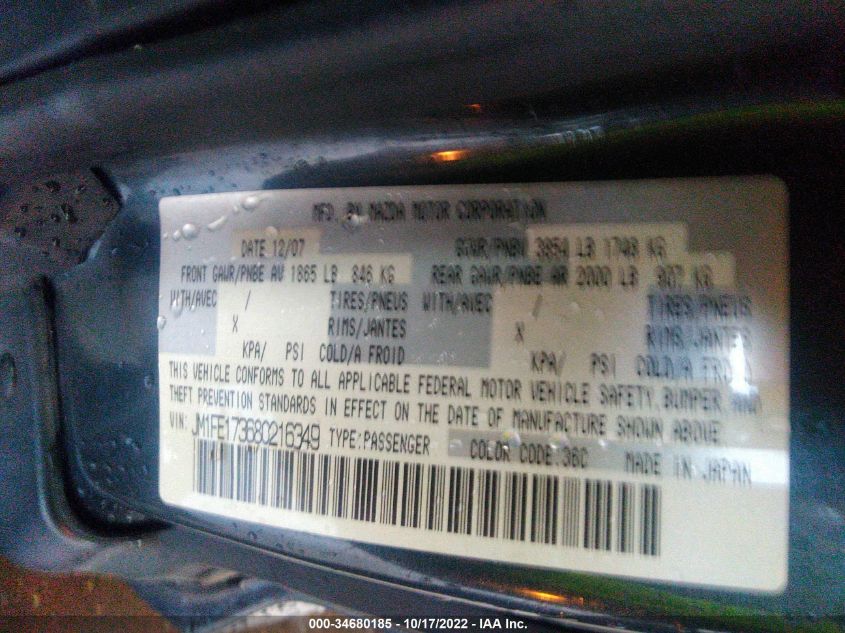 MFD. BY MAZDA MOTOR CORPORATION
DATE 12/07 GVWR/PNBV 3854 LB 1748 KG
FRONT GAWR/PNBE AV 1865 LB 846 KG REAR GAWR/PNBE AR 2000 LB 907 KG
WITH/AVEC / TIRES/PNEUS WITH/AVEC / TIRES/PNEUS
X RIMS/JANTES X RIMS/JANTES
KPA/ PSI COLD/A FROID KPA/ PSI COLD/A FROID
THIS VEHICLE CONFORMS TO ALL APPLICABLE FEDERAL MOTOR VEHICLE SAFETY, BUMPER AND
THEFT PREVENTION STANDARDS IN EFFECT ON THE DATE OF MANUFACTURE SHOWN ABOVE
VIN: JM1FE173680216349 TYPE:PASSENGER COLOR CODE:36C MADE IN JAPAN
000-34680185 - 10/17/2022 - IAA Inc.